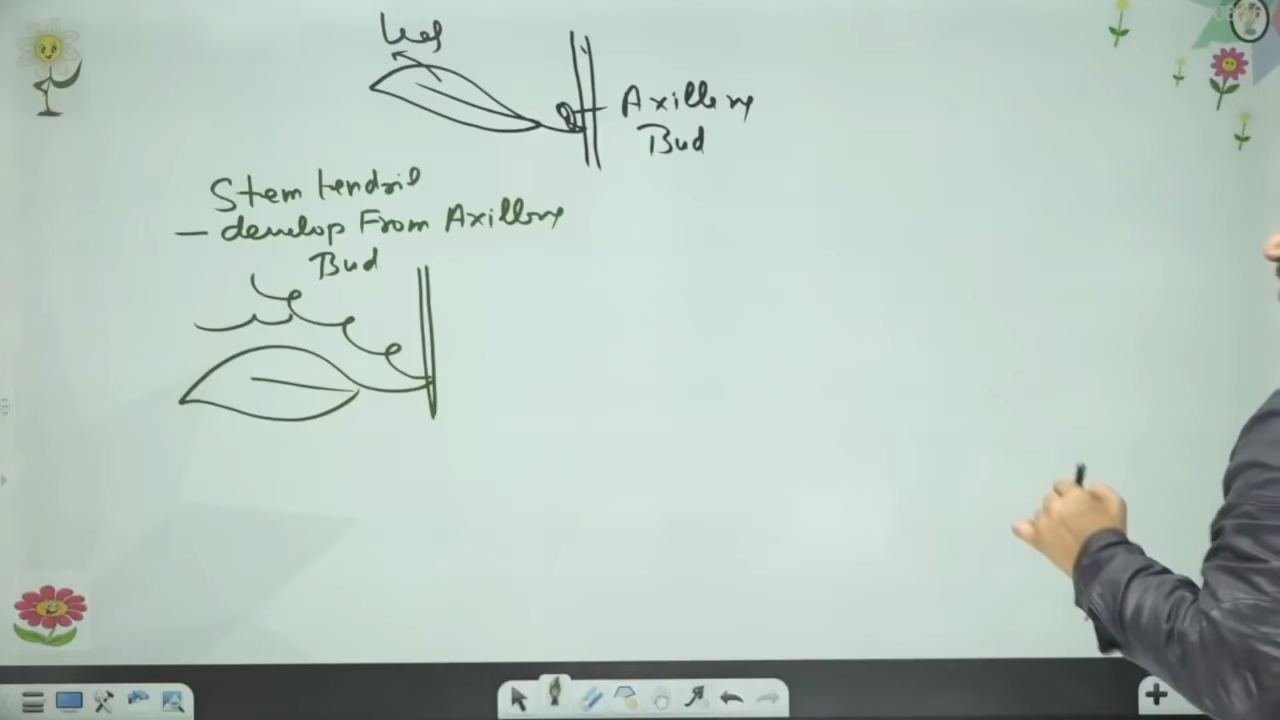 Leaf
Axillary
Bud
Stem tendril
— develop From Axillary
Bud